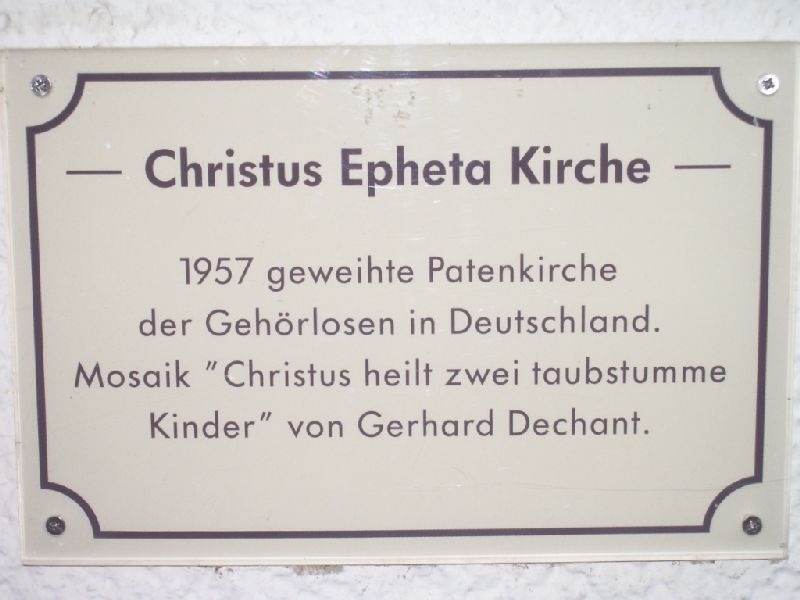 — Christus Epheta Kirche —
1957 geweihte Patenkirche
der Gehörlosen in Deutschland.
Mosaik "Christus heilt zwei taubstumme
Kinder" von Gerhard Dechant.